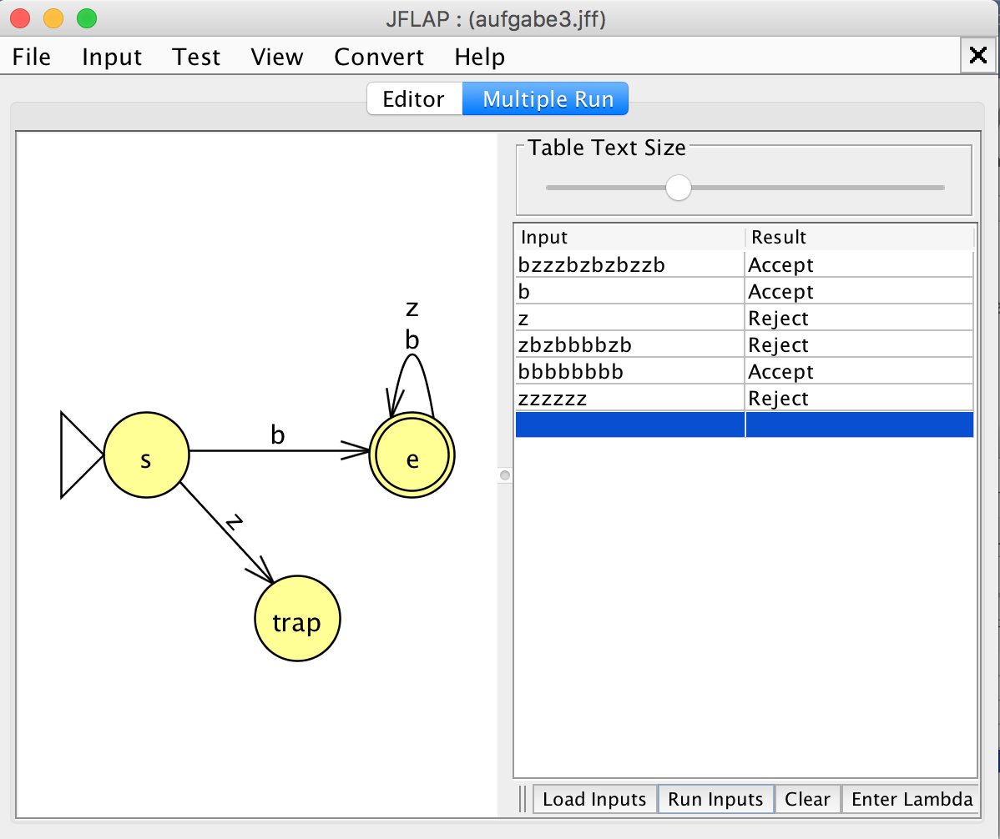 JFLAP : (aufgabe3.jff)
File Input Test View Convert Help
Editor Multiple Run
z
b
b
s
e
z
trap
Table Text Size
Input Result
bzzzbzbzbzzb Accept
b Accept
z Reject
zbzbbbbzb Reject
bbbbbbbb Accept
zzzzzz Reject
Load Inputs Run Inputs Clear Enter Lambda